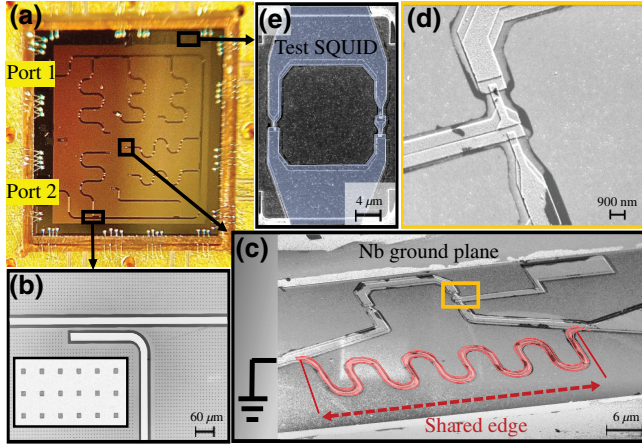 (a)
Port 1
Port 2
(e)
Test SQUID
4 μm
(d)
900 nm
(b)
60 μm
(c)
Nb ground plane
Shared edge
6 μm